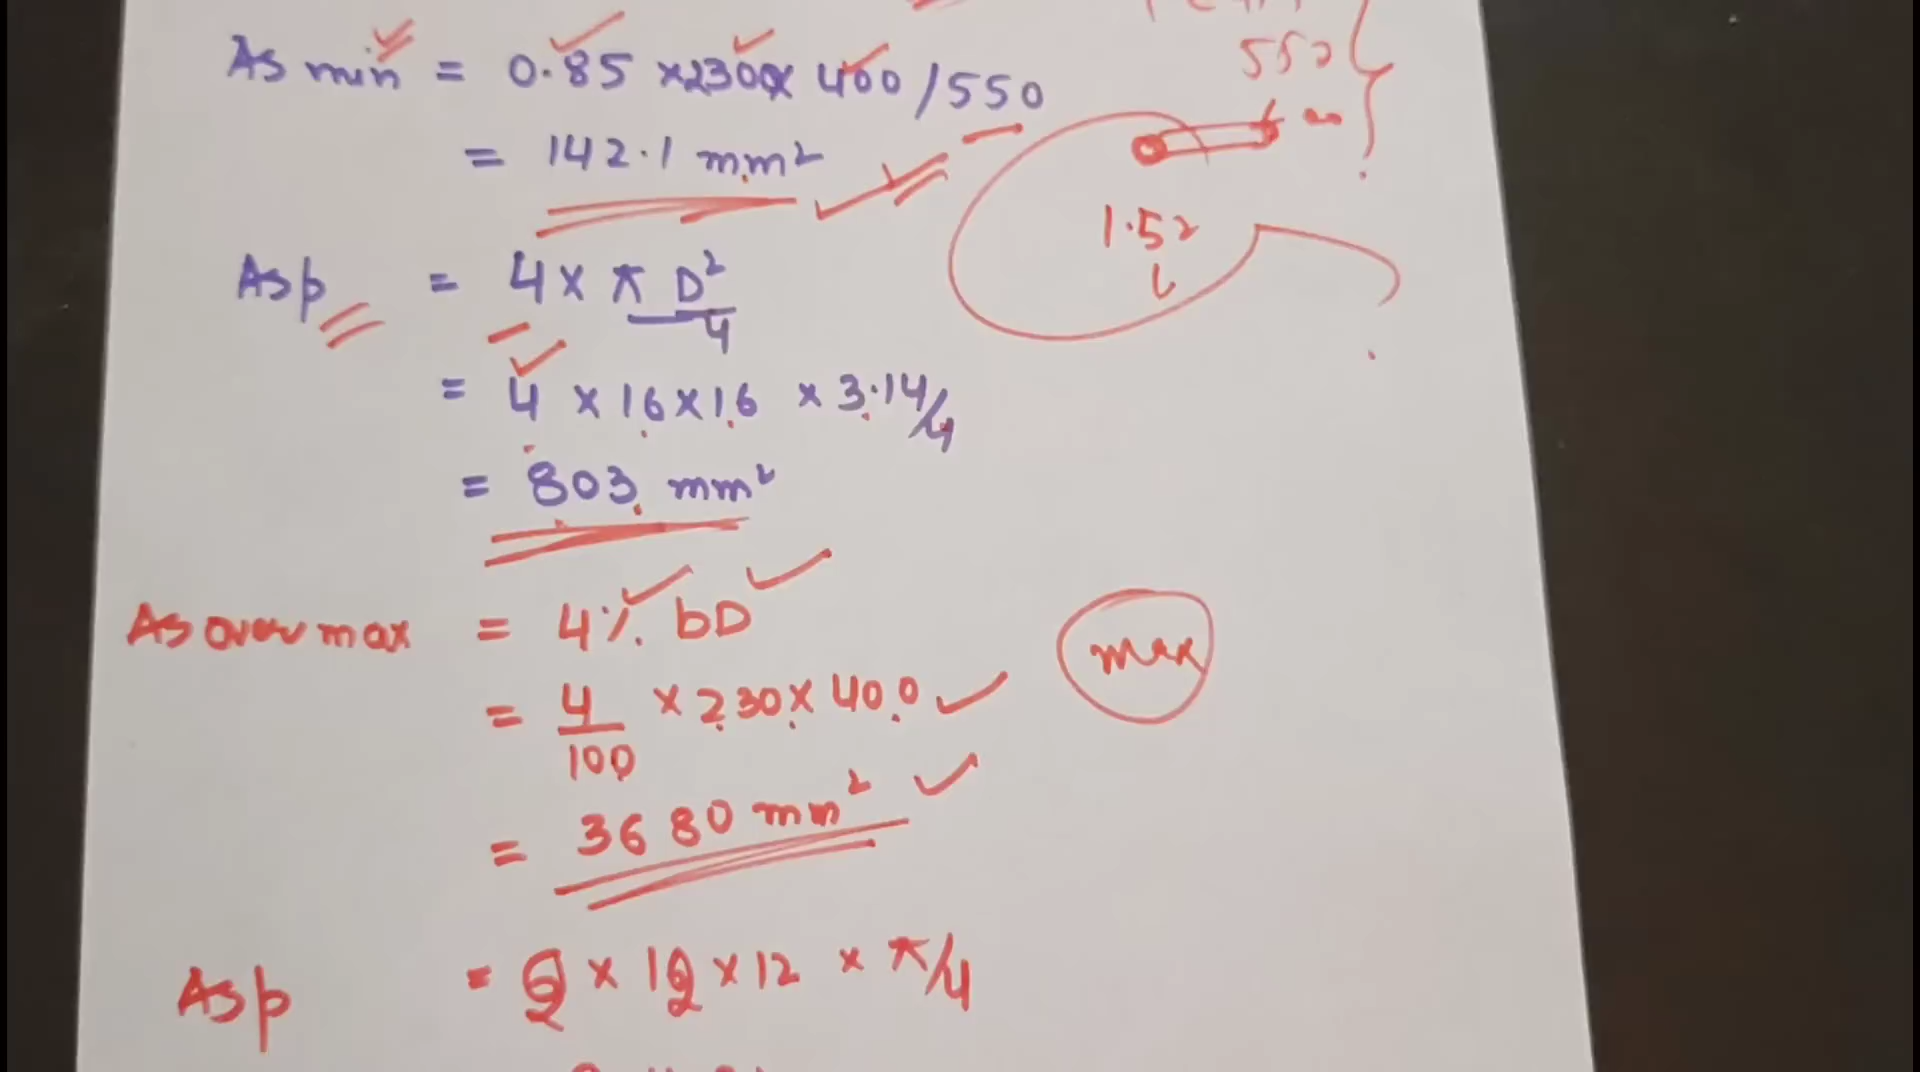 As min = 0.85 x 230 x 400 / 550
= 142.1 mm²
550
1.52
Asp = 4 x π D²/4
= 4 x 16 x 16 x 3.14/4
= 803 mm²
As over max = 4% bD
max
= 4/100 x 230 x 400
= 3680 mm²
Asp = 2 x 12 x 12 x π/4